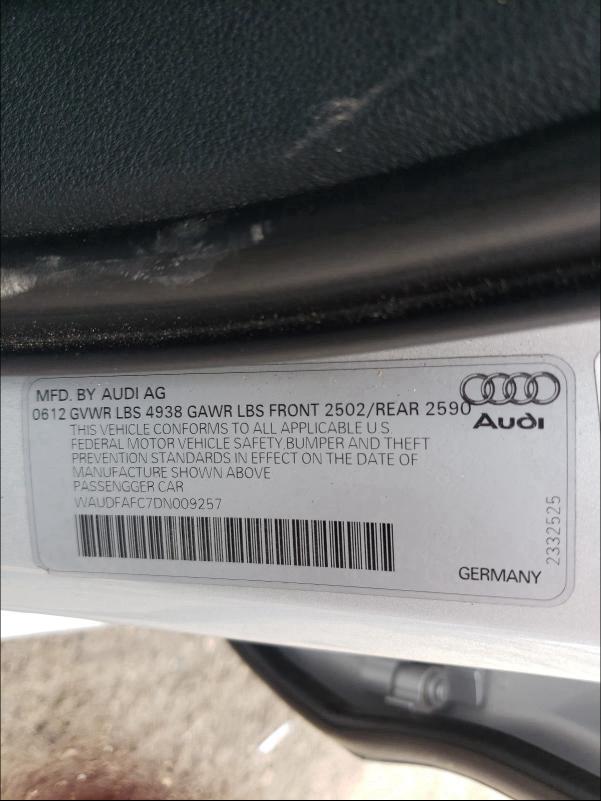 MFD. BY AUDI AG
0612 GVWR LBS 4938 GAWR LBS FRONT 2502/REAR 2590
THIS VEHICLE CONFORMS TO ALL APPLICABLE U.S.
FEDERAL MOTOR VEHICLE SAFETY BUMPER AND THEFT
PREVENTION STANDARDS IN EFFECT ON THE DATE OF
MANUFACTURE SHOWN ABOVE
PASSENGGER CAR
WAUDFAFC7DN009257
Audi
2332525
GERMANY